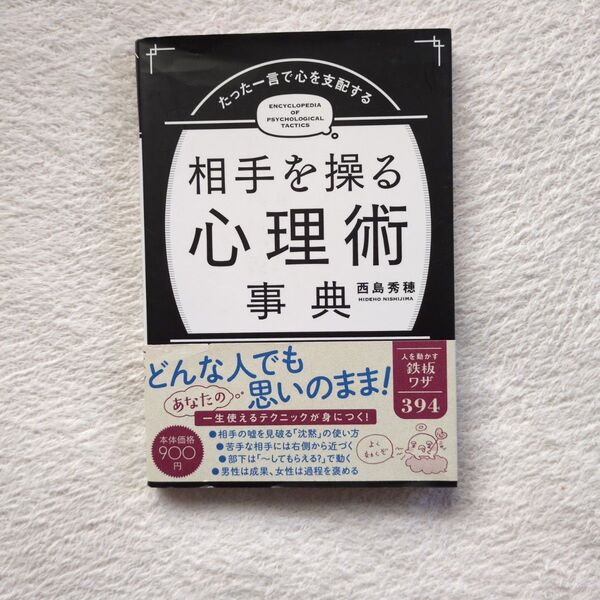 たった一言で心を支配する
ENCYCLOPEDIA
OF
PSYCHOLOGICAL
TACTICS
相手を操る
心理術
事典
西島秀穂
HIDEHO NISHIJIMA
どんな人でも
あなたの
思いのまま!
一生使えるテクニックが身につく!
●相手の嘘を見破る「沈黙」の使い方
●苦手な相手には右側から近づく
●部下は「〜してもらえる?」で動く
●男性は成果、女性は過程を褒める
本体価格
900
円
人を動かす
鉄板
ワザ
394